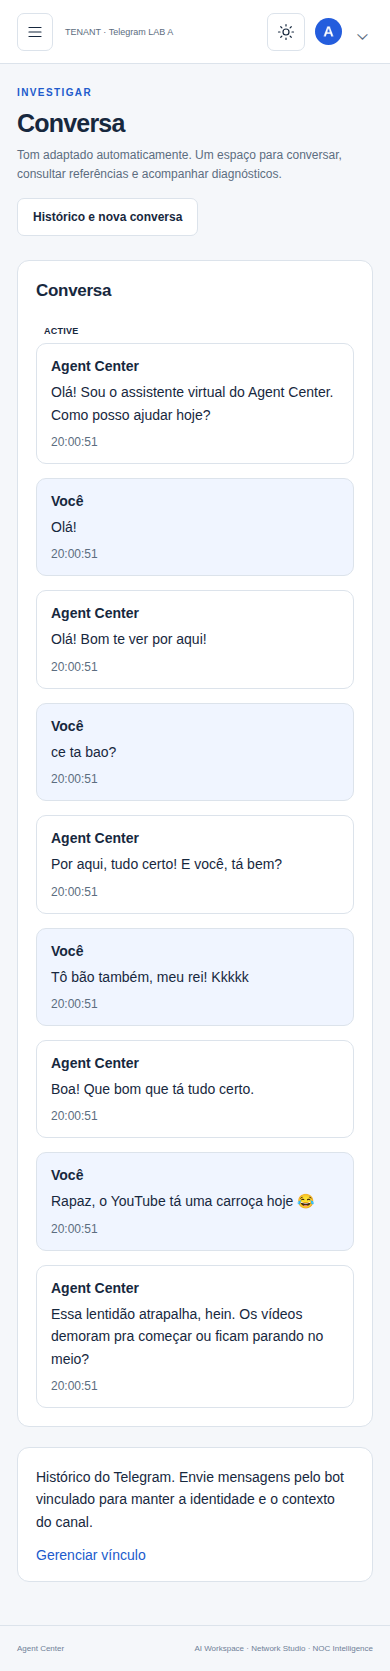 TENANT · Telegram LAB A
A
INVESTIGAR
Conversa
Tom adaptado automaticamente. Um espaço para conversar,
consultar referências e acompanhar diagnósticos.
Histórico e nova conversa
Conversa
ACTIVE
Agent Center
Olá! Sou o assistente virtual do Agent Center.
Como posso ajudar hoje?
20:00:51
Você
Olá!
20:00:51
Agent Center
Olá! Bom te ver por aqui!
20:00:51
Você
ce ta bao?
20:00:51
Agent Center
Por aqui, tudo certo! E você, tá bem?
20:00:51
Você
Tô bão também, meu rei! Kkkkk
20:00:51
Agent Center
Boa! Que bom que tá tudo certo.
20:00:51
Você
Rapaz, o YouTube tá uma carroça hoje 😂
20:00:51
Agent Center
Essa lentidão atrapalha, hein. Os vídeos
demoram pra começar ou ficam parando no
meio?
20:00:51
Histórico do Telegram. Envie mensagens pelo bot
vinculado para manter a identidade e o contexto
do canal.
Gerenciar vínculo
Agent Center
AI Workspace · Network Studio · NOC Intelligence